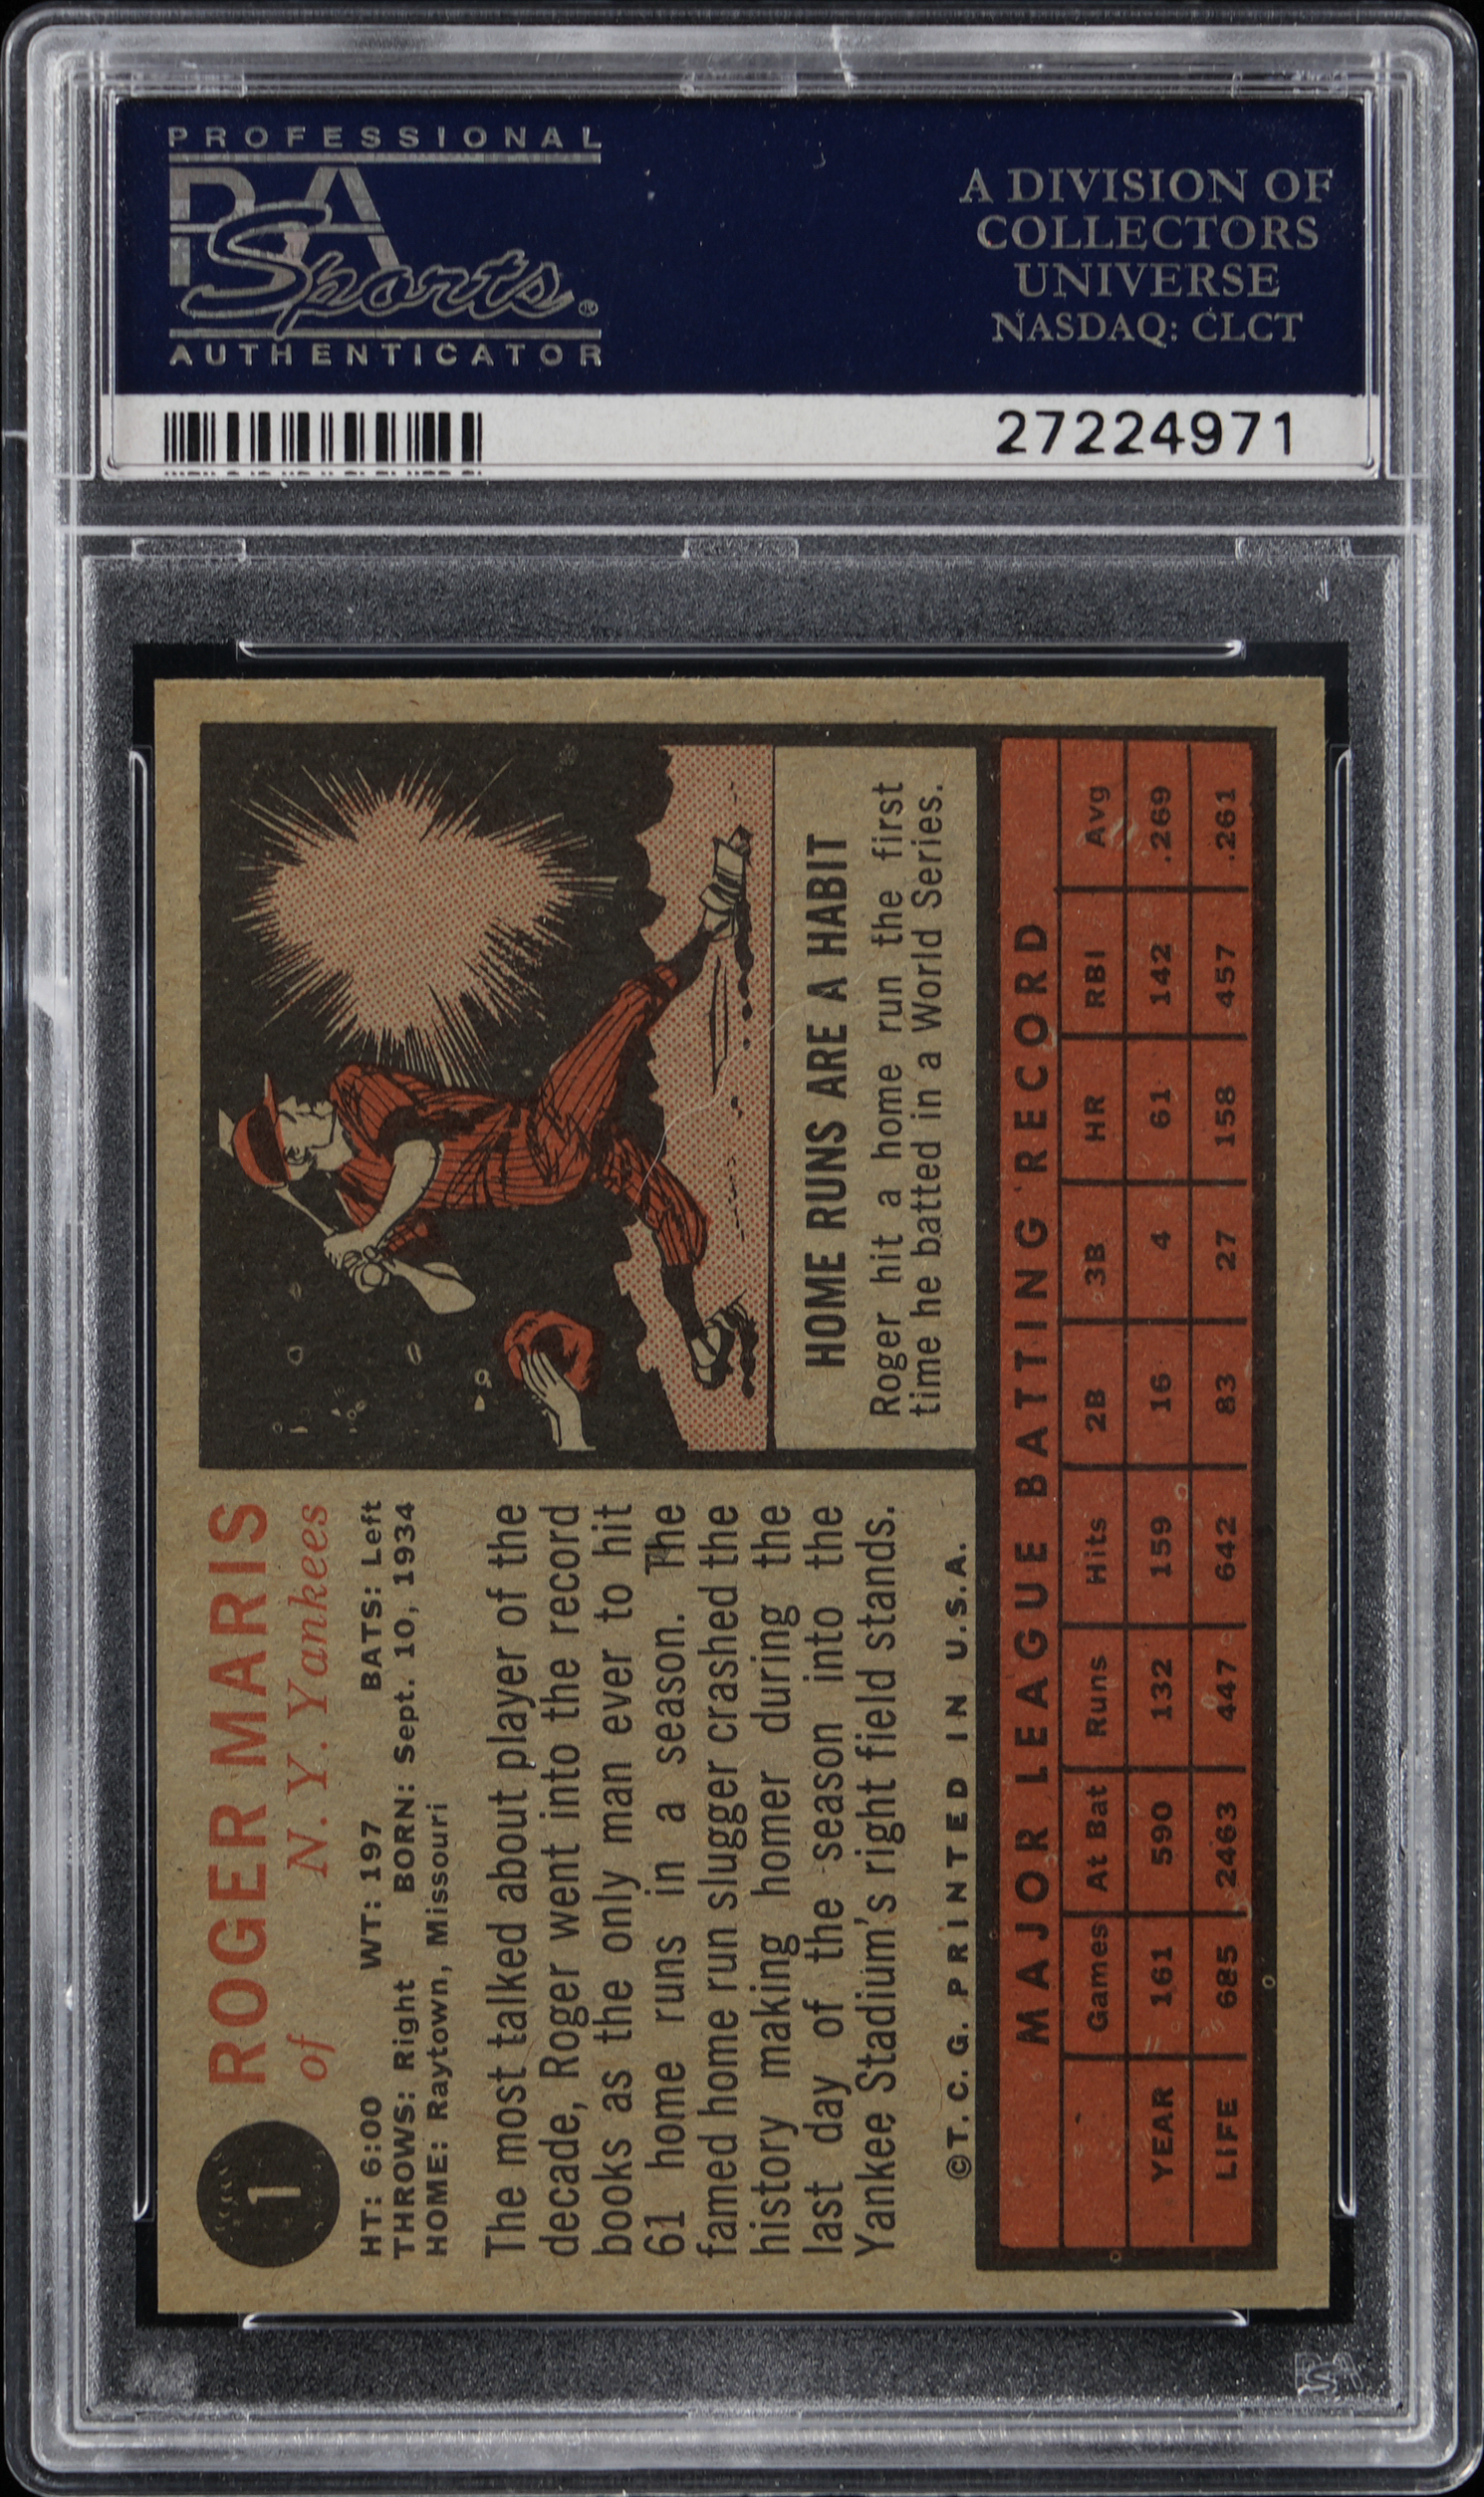 PROFESSIONAL
PSA
Sports®
AUTHENTICATOR
A DIVISION OF
COLLECTORS
UNIVERSE
NASDAQ: CLCT
27224971
1
ROGER MARIS
of N. Y. Yankees
HT: 6:00 WT: 197 BATS: Left
THROWS: Right BORN: Sept. 10, 1934
HOME: Raytown, Missouri
The most talked about player of the
decade, Roger went into the record
books as the only man ever to hit
61 home runs in a season. The
famed home run slugger crashed the
history making homer during the
last day of the season into the
Yankee Stadium's right field stands.
©T. C. G. PRINTED IN U.S.A.
HOME RUNS ARE A HABIT
Roger hit a home run the first
time he batted in a World Series.
MAJOR LEAGUE BATTING RECORD
Games At Bat Runs Hits 2B 3B HR RBI Avg
YEAR 161 590 132 159 16 4 61 142 .269
LIFE 685 2463 447 642 83 27 158 457 .261
PSA